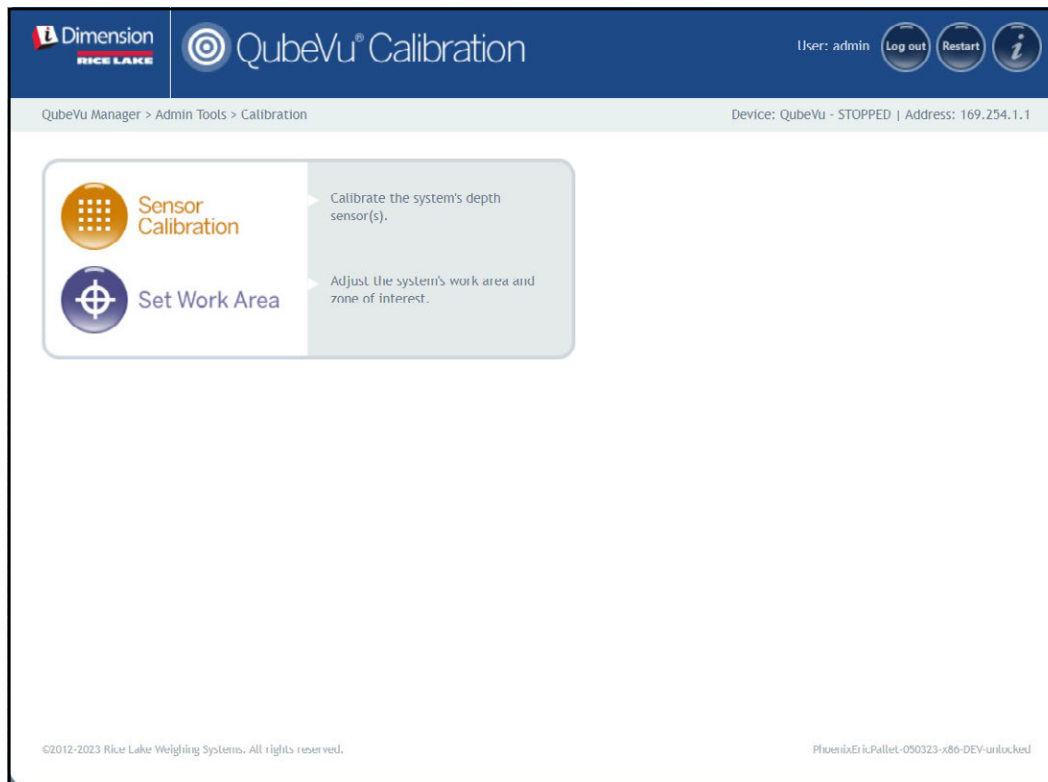 iDimension
RICE LAKE
QubeVu® Calibration
User: admin
Log out
Restart
i
QubeVu Manager > Admin Tools > Calibration
Device: QubeVu - STOPPED | Address: 169.254.1.1
Sensor
Calibration
Calibrate the system's depth
sensor(s).
Set Work Area
Adjust the system's work area and
zone of interest.
©2012-2023 Rice Lake Weighing Systems. All rights reserved.
PhoenixEricPallet-050323-x86-DEV-unlocked